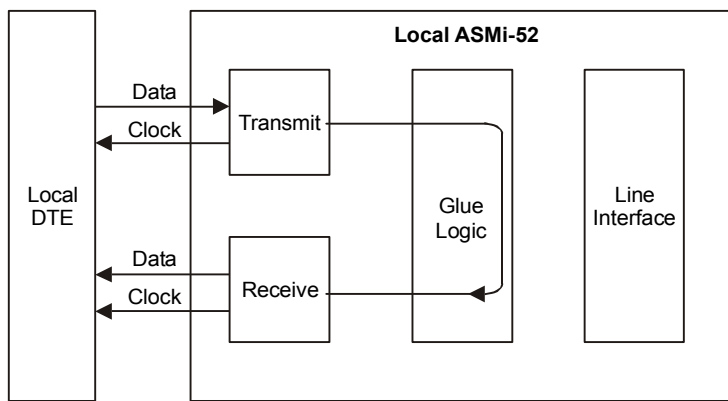 Local ASMi-52
Data
Transmit
Clock
Local
DTE
Glue
Logic
Line
Interface
Data
Receive
Clock